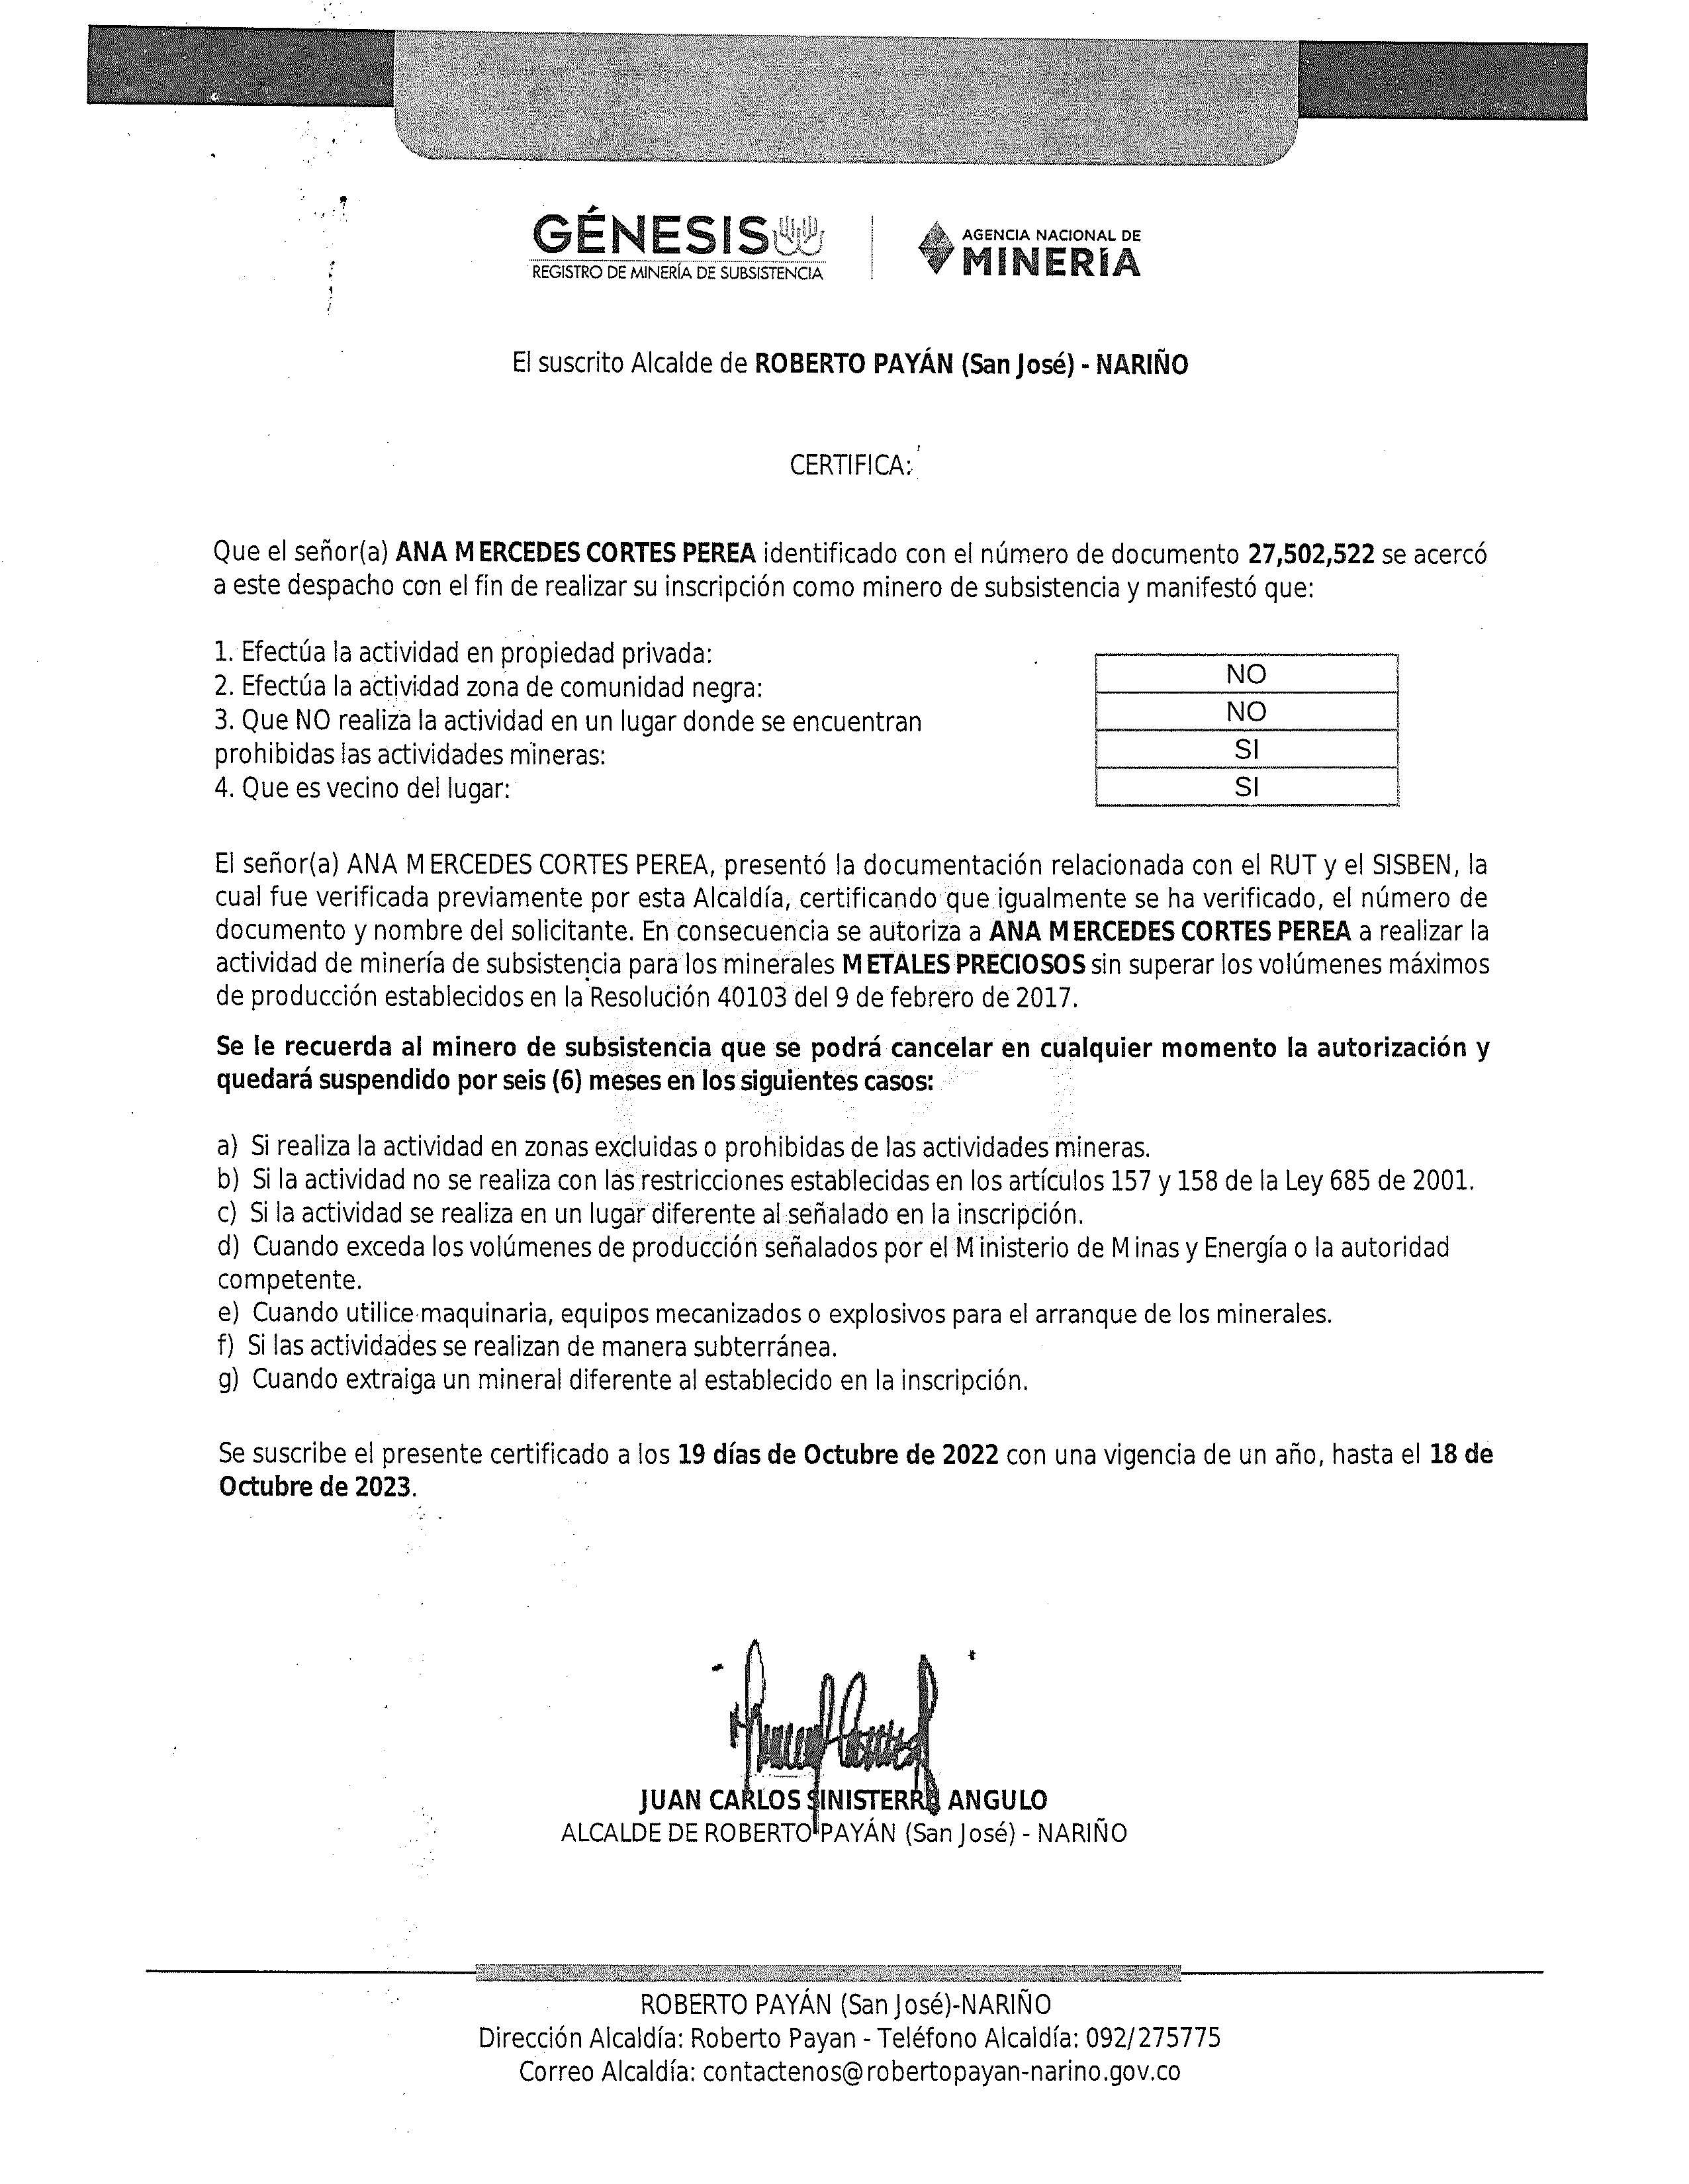 GÉNESIS
REGISTRO DE MINERÍA DE SUBSISTENCIA
AGENCIA NACIONAL DE
MINERÍA
El suscrito Alcalde de ROBERTO PAYÁN (San José) - NARIÑO
CERTIFICA:
Que el señor(a) ANA MERCEDES CORTES PEREA identificado con el número de documento 27,502,522 se acercó
a este despacho con el fin de realizar su inscripción como minero de subsistencia y manifestó que:
1. Efectúa la actividad en propiedad privada:
NO
2. Efectúa la actividad zona de comunidad negra:
NO
3. Que NO realiza la actividad en un lugar donde se encuentran
prohibidas las actividades mineras:
SI
4. Que es vecino del lugar:
SI
El señor(a) ANA MERCEDES CORTES PEREA, presentó la documentación relacionada con el RUT y el SISBEN, la
cual fue verificada previamente por esta Alcaldía, certificando que igualmente se ha verificado, el número de
documento y nombre del solicitante. En consecuencia se autoriza a ANA MERCEDES CORTES PEREA a realizar la
actividad de minería de subsistencia para los minerales METALES PRECIOSOS sin superar los volúmenes máximos
de producción establecidos en la Resolución 40103 del 9 de febrero de 2017.
Se le recuerda al minero de subsistencia que se podrá cancelar en cualquier momento la autorización y
quedará suspendido por seis (6) meses en los siguientes casos:
a) Si realiza la actividad en zonas excluidas o prohibidas de las actividades mineras.
b) Si la actividad no se realiza con las restricciones establecidas en los artículos 157 y 158 de la Ley 685 de 2001.
c) Si la actividad se realiza en un lugar diferente al señalado en la inscripción.
d) Cuando exceda los volúmenes de producción señalados por el Ministerio de Minas y Energía o la autoridad
competente.
e) Cuando utilice maquinaria, equipos mecanizados o explosivos para el arranque de los minerales.
f) Si las actividades se realizan de manera subterránea.
g) Cuando extraiga un mineral diferente al establecido en la inscripción.
Se suscribe el presente certificado a los 19 días de Octubre de 2022 con una vigencia de un año, hasta el 18 de
Octubre de 2023.
JUAN CARLOS SINISTERRA ANGULO
ALCALDE DE ROBERTO PAYÁN (San José) - NARIÑO
ROBERTO PAYÁN (San José)-NARIÑO
Dirección Alcaldía: Roberto Payan - Teléfono Alcaldía: 092/275775
Correo Alcaldía: contactenos@robertopayan-narino.gov.co